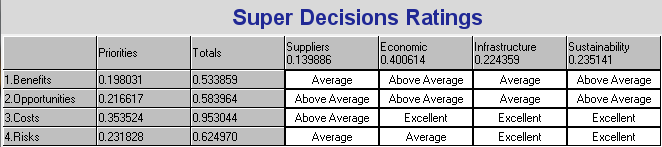 Super Decisions Ratings
Priorities Totals Suppliers 0.139886 Economic 0.400614 Infrastructure 0.224359 Sustainability 0.235141
1.Benefits 0.198031 0.533859 Average Above Average Average Above Average
2.Opportunities 0.216617 0.583964 Above Average Above Average Average Above Average
3.Costs 0.353524 0.953044 Above Average Excellent Excellent Excellent
4.Risks 0.231828 0.624970 Average Average Excellent Excellent